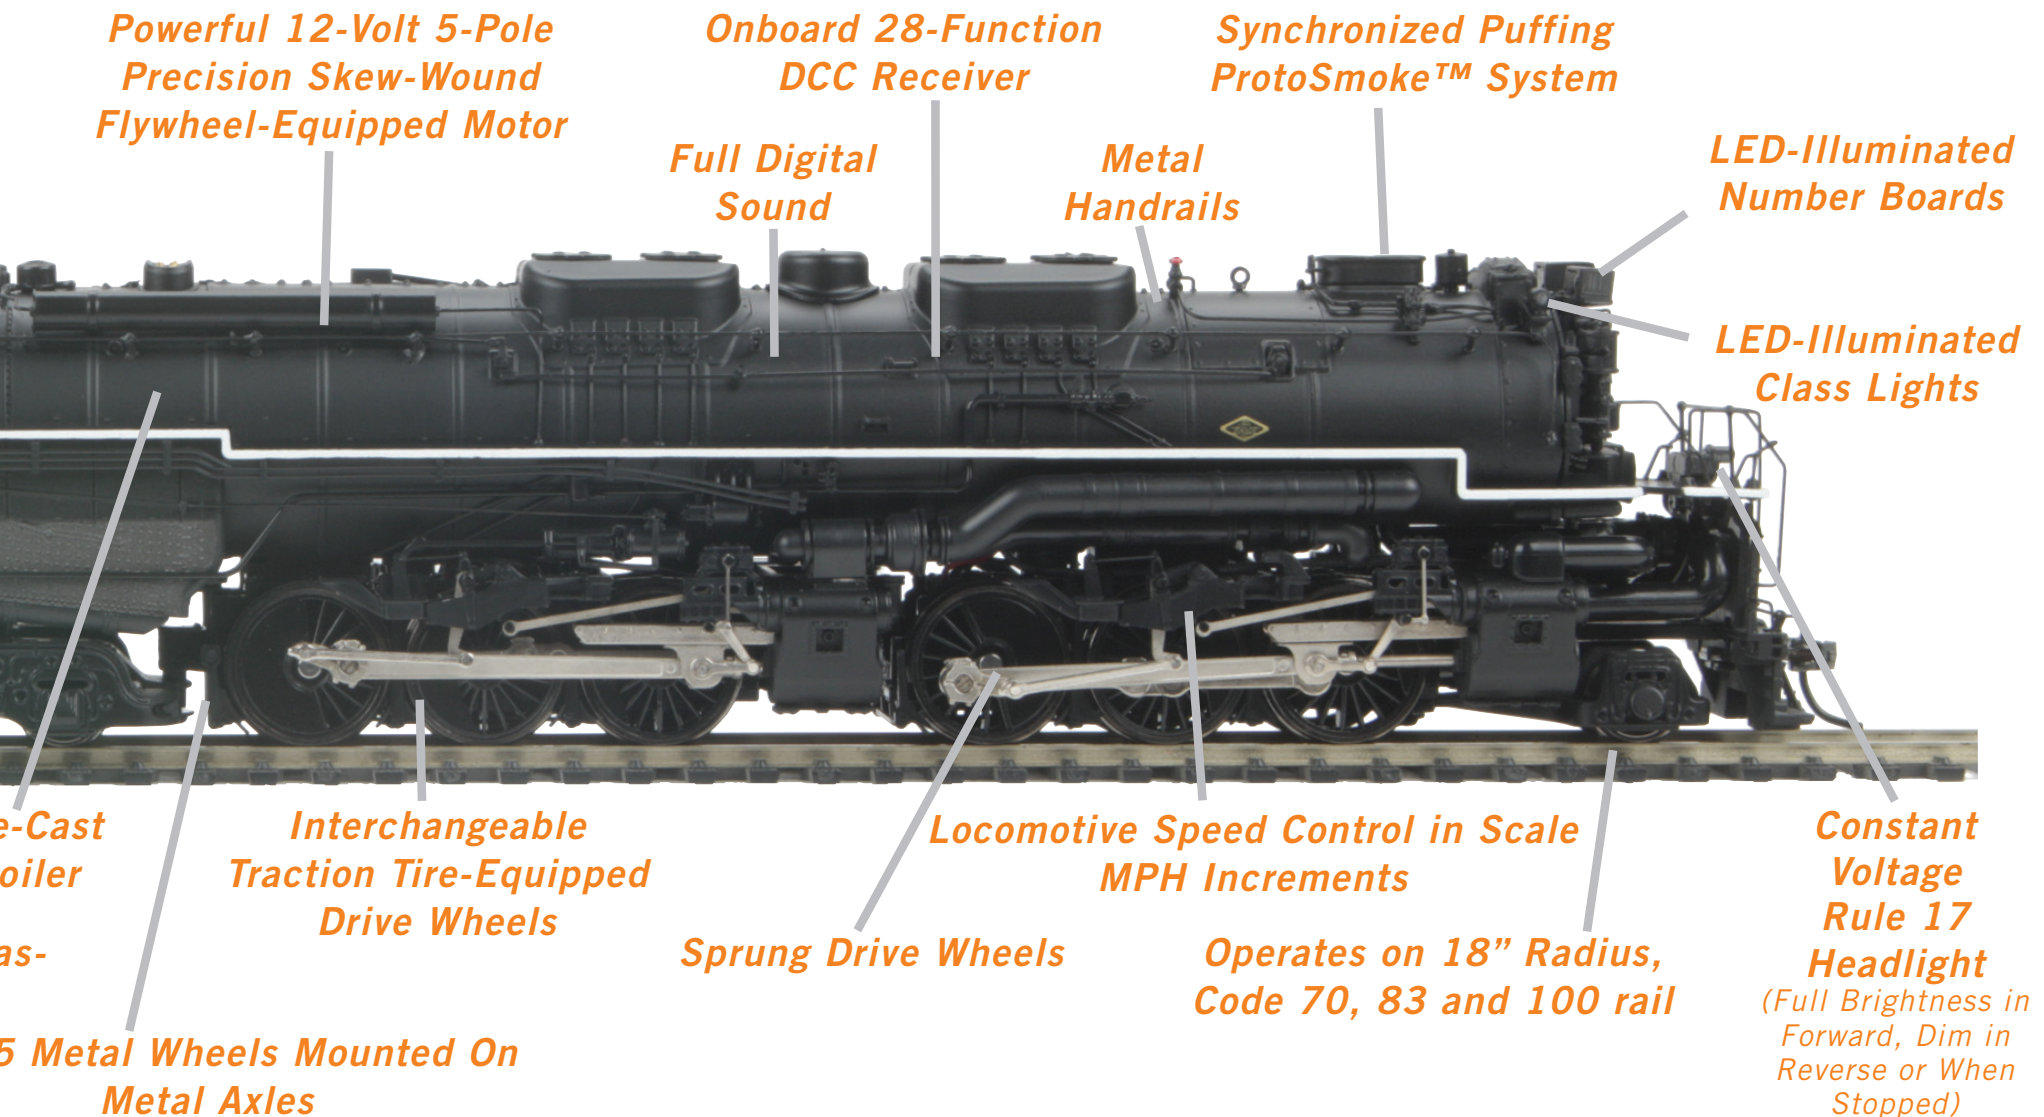 Powerful 12-Volt 5-Pole
Precision Skew-Wound
Flywheel-Equipped Motor
Onboard 28-Function
DCC Receiver
Synchronized Puffing
ProtoSmoke™ System
Full Digital
Sound
Metal
Handrails
LED-Illuminated
Number Boards
LED-Illuminated
Class Lights
e-Cast
oiler
as-
Interchangeable
Traction Tire-Equipped
Drive Wheels
Locomotive Speed Control in Scale
MPH Increments
Sprung Drive Wheels
Operates on 18” Radius,
Code 70, 83 and 100 rail
Constant
Voltage
Rule 17
Headlight
(Full Brightness in
Forward, Dim in
Reverse or When
Stopped)
5 Metal Wheels Mounted On
Metal Axles